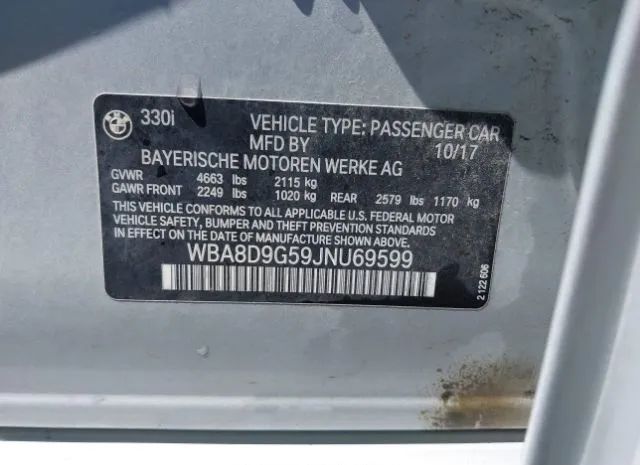 BMW
330i
VEHICLE TYPE: PASSENGER CAR
MFD BY 10/17
BAYERISCHE MOTOREN WERKE AG
GVWR 4663 lbs 2115 kg
GAWR FRONT 2249 lbs 1020 kg REAR 2579 lbs 1170 kg
THIS VEHICLE CONFORMS TO ALL APPLICABLE U.S. FEDERAL MOTOR
VEHICLE SAFETY, BUMPER AND THEFT PREVENTION STANDARDS
IN EFFECT ON THE DATE OF MANUFACTURE SHOWN ABOVE.
WBA8D9G59JNU69599
2 122 606